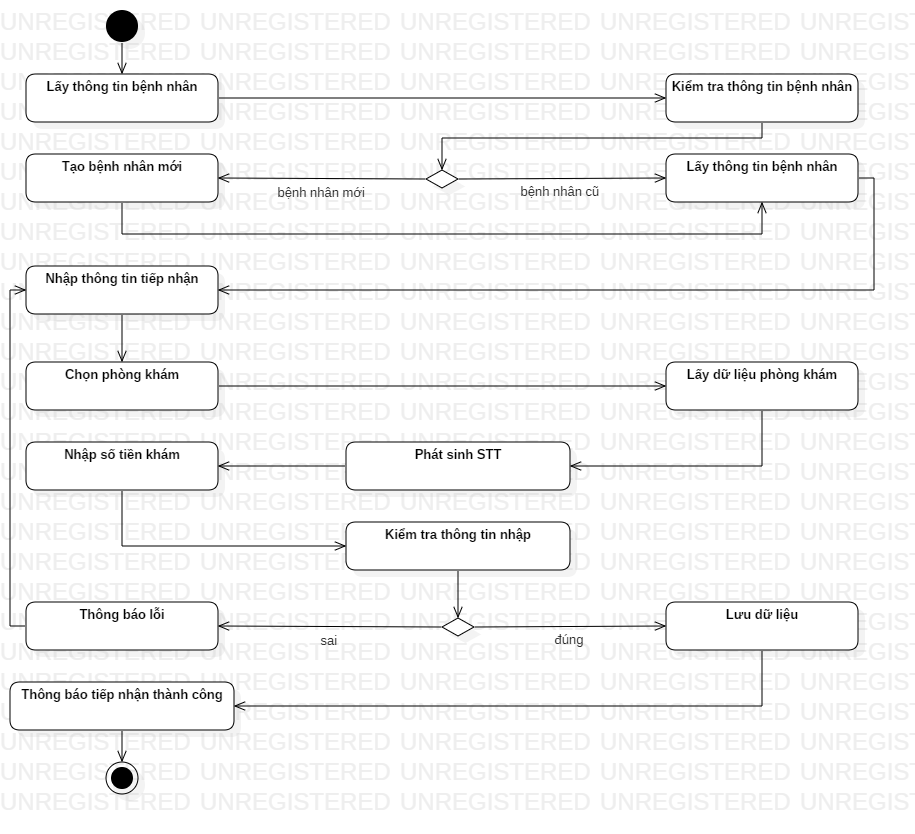 Lấy thông tin bệnh nhân
Kiểm tra thông tin bệnh nhân
Tạo bệnh nhân mới
Lấy thông tin bệnh nhân
bệnh nhân mới
bệnh nhân cũ
Nhập thông tin tiếp nhận
Chọn phòng khám
Lấy dữ liệu phòng khám
Nhập số tiền khám
Phát sinh STT
Kiểm tra thông tin nhập
Thông báo lỗi
Lưu dữ liệu
sai
đúng
Thông báo tiếp nhận thành công
UNREGISTERED